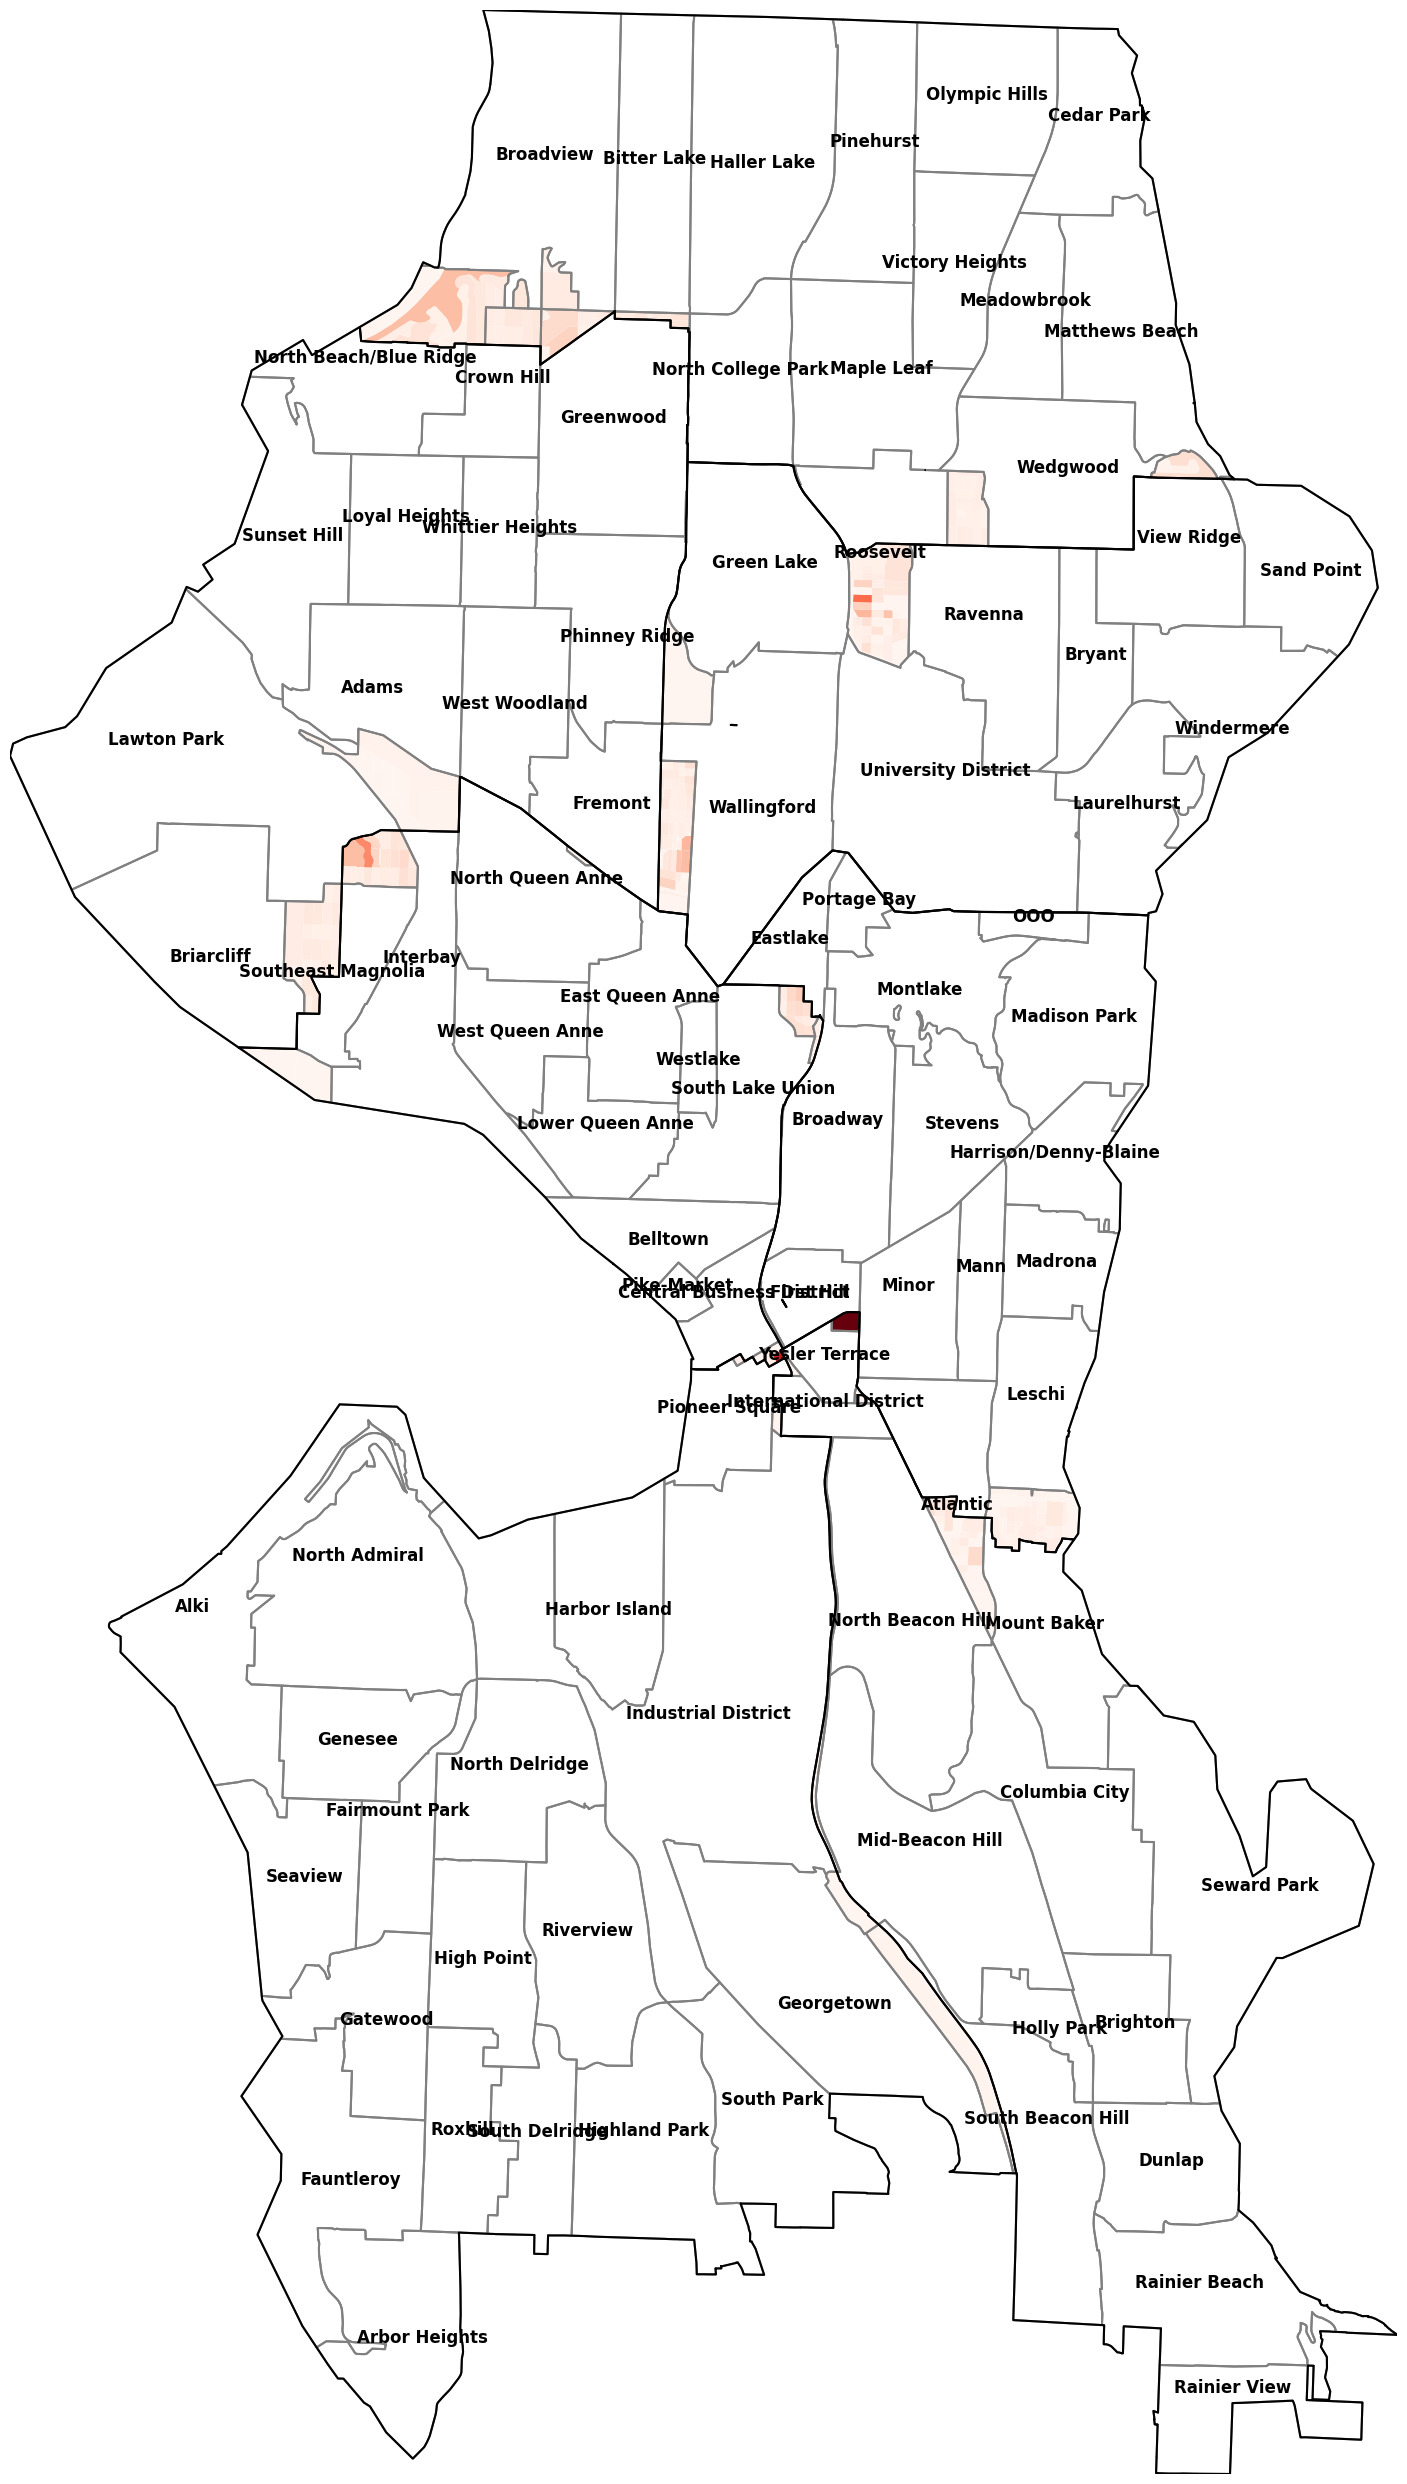 Olympic Hills
Cedar Park
Pinehurst
Broadview
Bitter Lake
Haller Lake
Victory Heights
Meadowbrook
Matthews Beach
North Beach/Blue Ridge
North College Park
Maple Leaf
Crown Hill
Greenwood
Wedgwood
Loyal Heights
Whittier Heights
Sunset Hill
View Ridge
Roosevelt
Green Lake
Sand Point
Ravenna
Phinney Ridge
Bryant
Adams
West Woodland
Windermere
Lawton Park
University District
Fremont
Wallingford
Laurelhurst
North Queen Anne
Portage Bay
OOO
Eastlake
Briarcliff
Interbay
Southeast Magnolia
Montlake
East Queen Anne
Madison Park
West Queen Anne
Westlake
South Lake Union
Broadway
Stevens
Lower Queen Anne
Harrison/Denny-Blaine
Belltown
Madrona
Mann
Pike-Market
Minor
Central Business District
First Hill
Yesler Terrace
Leschi
International District
Pioneer Square
Atlantic
North Admiral
Alki
Harbor Island
North Beacon Hill
Mount Baker
Industrial District
Genesee
North Delridge
Columbia City
Fairmount Park
Mid-Beacon Hill
Seaview
Seward Park
Riverview
High Point
Georgetown
Gatewood
Holly Park
Brighton
South Park
South Beacon Hill
Roxhill
South Delridge
Highland Park
Dunlap
Fauntleroy
Rainier Beach
Arbor Heights
Rainier View